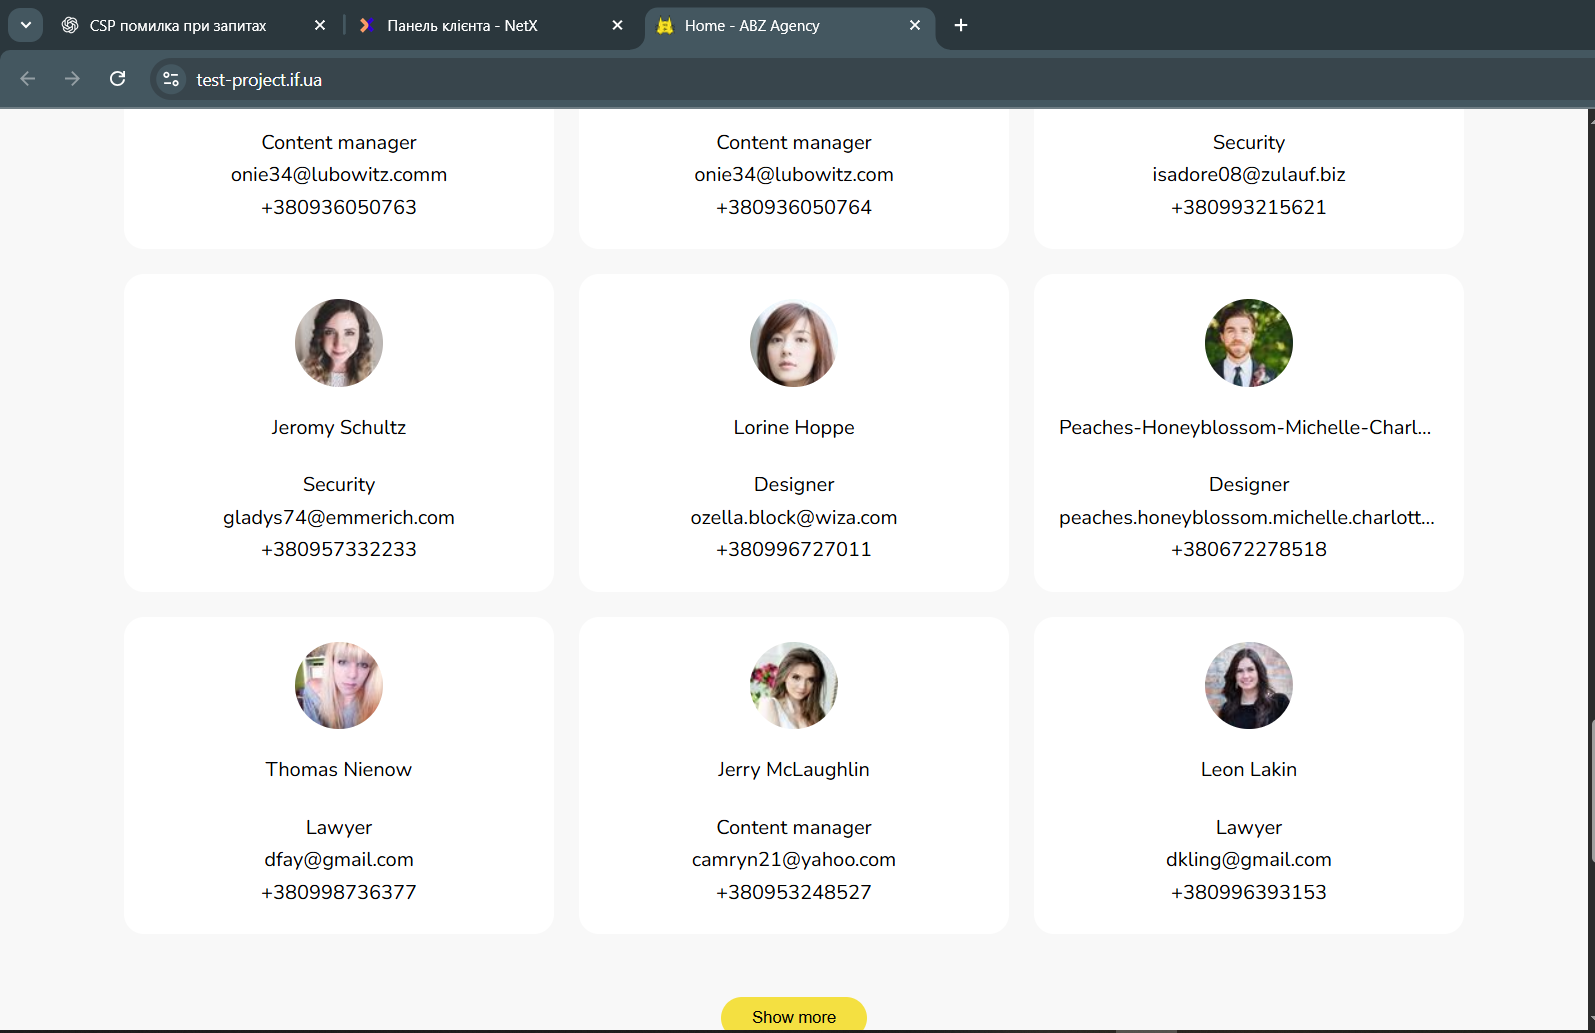 CSP помилка при запитах
Панель клієнта - NetX
Home - ABZ Agency
test-project.if.ua
Content manager
onie34@lubowitz.comm
+380936050763
Content manager
onie34@lubowitz.com
+380936050764
Security
isadore08@zulauf.biz
+380993215621
Jeromy Schultz
Security
gladys74@emmerich.com
+380957332233
Lorine Hoppe
Designer
ozella.block@wiza.com
+380996727011
Peaches-Honeyblossom-Michelle-Charl...
Designer
peaches.honeyblossom.michelle.charlott...
+380672278518
Thomas Nienow
Lawyer
dfay@gmail.com
+380998736377
Jerry McLaughlin
Content manager
camryn21@yahoo.com
+380953248527
Leon Lakin
Lawyer
dkling@gmail.com
+380996393153
Show more